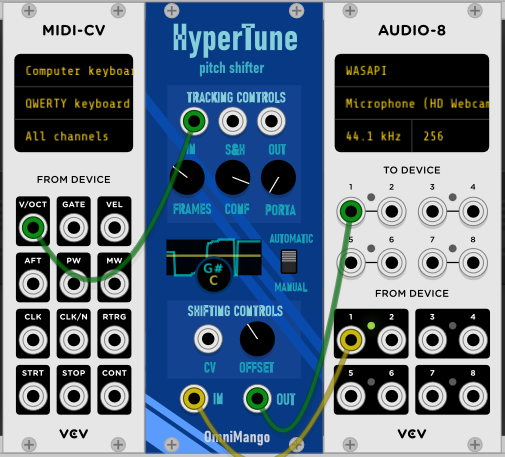 MIDI-CV
Computer keyboar
QWERTY keyboard
All channels
FROM DEVICE
V/OCT GATE VEL
AFT PW MW
CLK CLK/N RTRG
STRT STOP CONT
VCV
HyperTune
pitch shifter
TRACKING CONTROLS
IN S&H OUT
FRAMES CONF PORTA
AUTOMATIC
G#
C
MANUAL
SHIFTING CONTROLS
CV OFFSET
IN OUT
OmniMango
AUDIO-8
WASAPI
Microphone (HD Webcam
44.1 kHz 256
TO DEVICE
1 2 3 4
5 6 7 8
FROM DEVICE
1 2 3 4
5 6 7 8
VCV